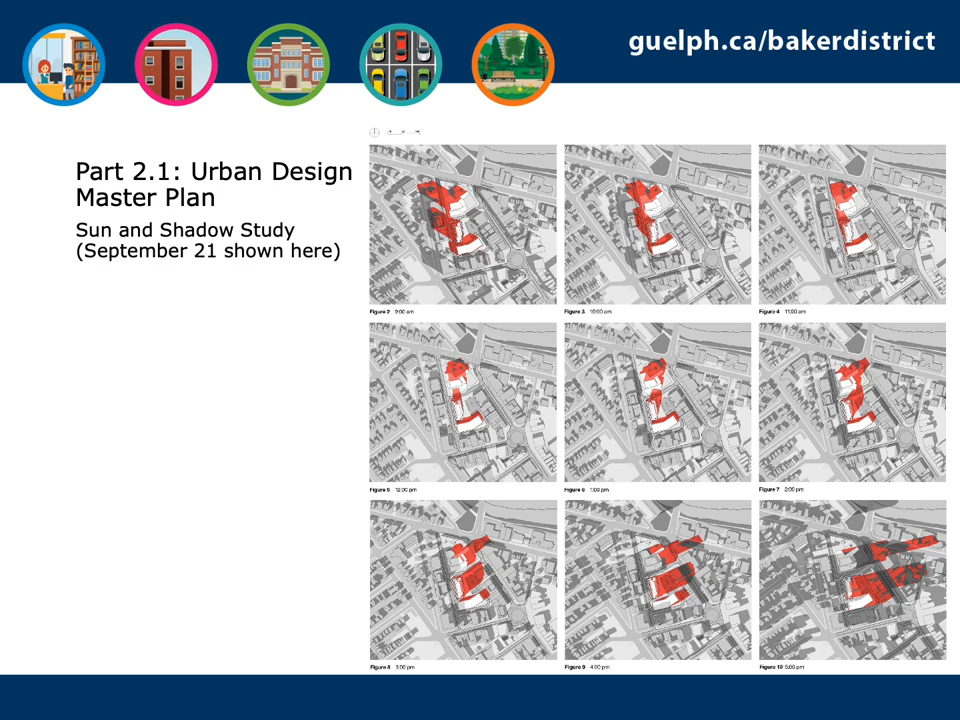 guelph.ca/bakerdistrict
Part 2.1: Urban Design
Master Plan
Sun and Shadow Study
(September 21 shown here)
Figure 2 9:00 am
Figure 3 10:00 am
Figure 4 11:00 am
Figure 5 12:00 pm
Figure 6 1:00 pm
Figure 7 2:00 pm
Figure 8 3:00 pm
Figure 9 4:00 pm
Figure 10 5:00 pm